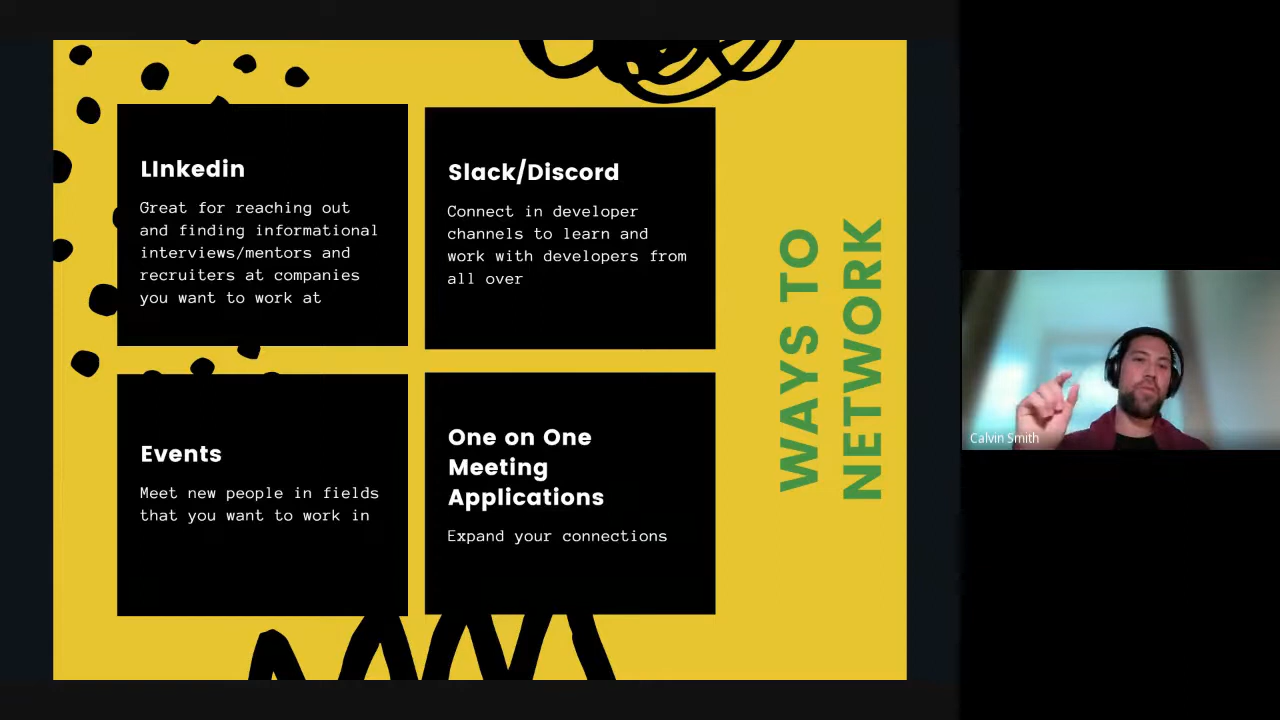 LInkedin
Great for reaching out
and finding informational
interviews/mentors and
recruiters at companies
you want to work at
Slack/Discord
Connect in developer
channels to learn and
work with developers from
all over
Events
Meet new people in fields
that you want to work in
One on One
Meeting
Applications
Expand your connections
WAYS TO
NETWORK
Calvin Smith